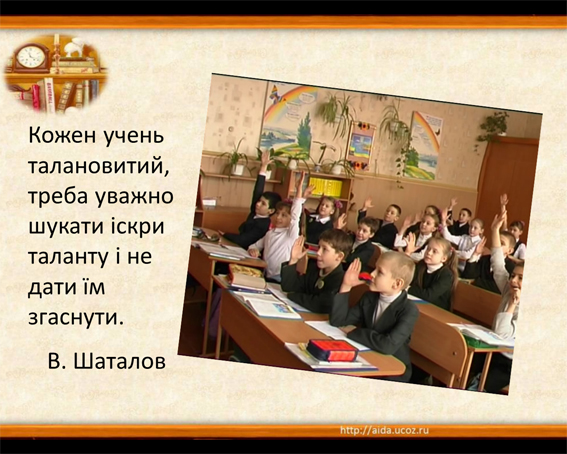 Кожен учень
талановитий,
треба уважно
шукати іскри
таланту і не
дати їм
згаснути.
В. Шаталов
http://aida.ucoz.ru